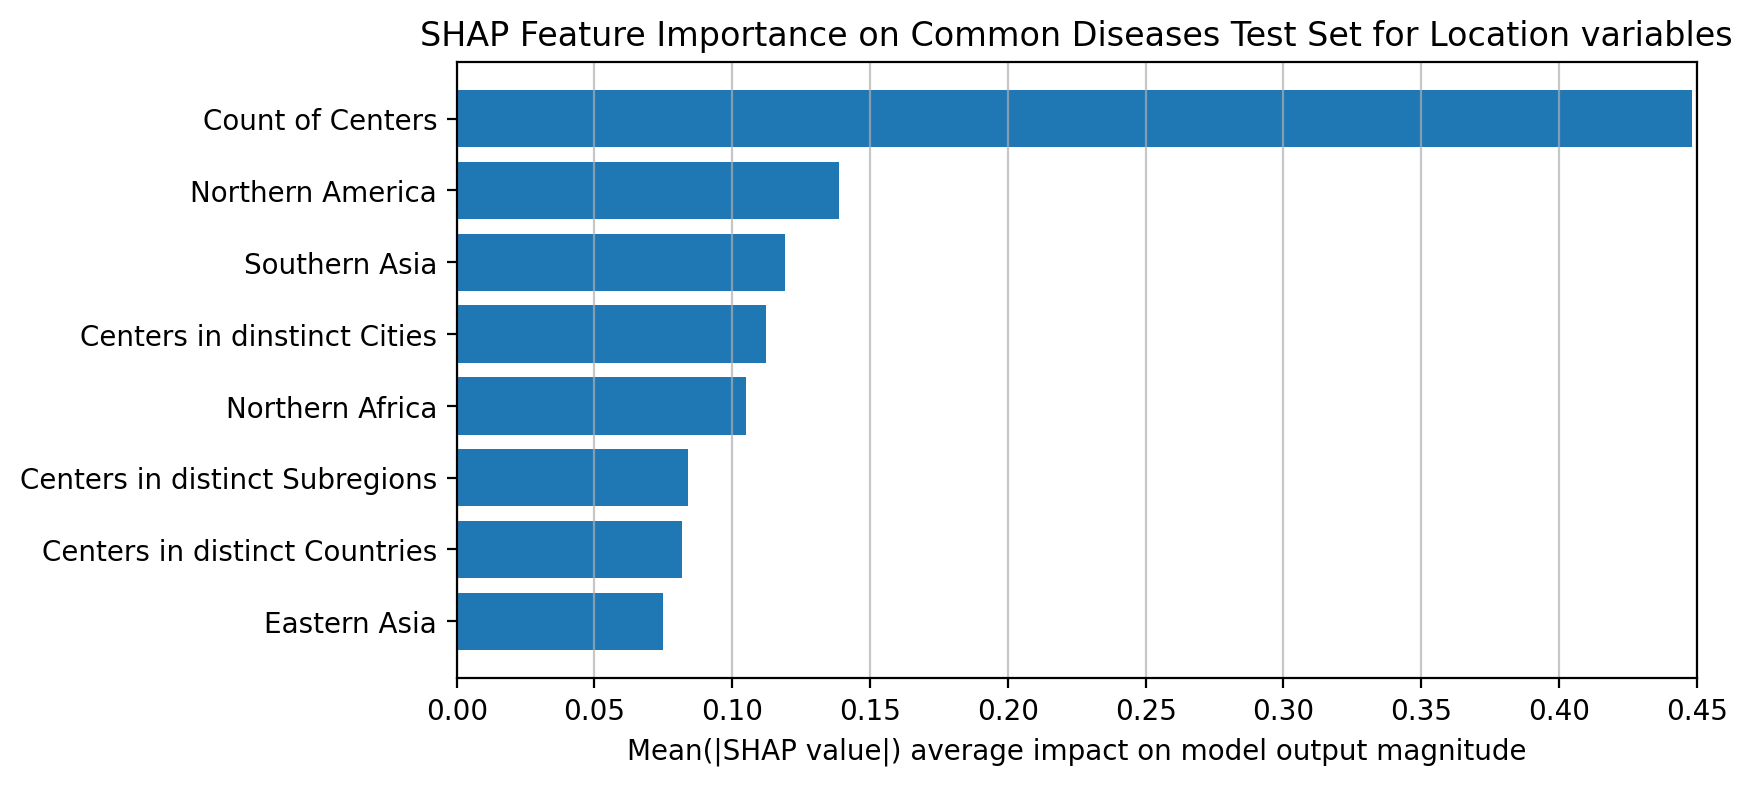 SHAP Feature Importance on Common Diseases Test Set for Location variables
Count of Centers
Northern America
Southern Asia
Centers in dinstinct Cities
Northern Africa
Centers in distinct Subregions
Centers in distinct Countries
Eastern Asia
0.00 0.05 0.10 0.15 0.20 0.25 0.30 0.35 0.40 0.45
Mean(|SHAP value|) average impact on model output magnitude